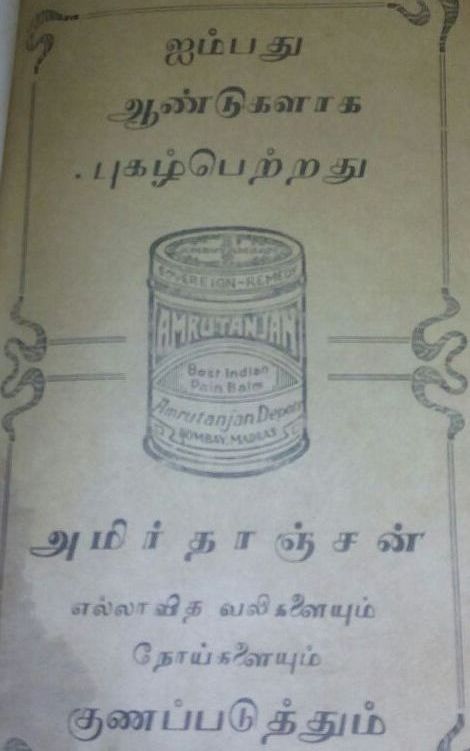 ஐம்பது
ஆண்டுகளாக
புகழ்பெற்றது
SOVEREIGN-REMEDY
AMRUTANJAN
Best Indian
Pain Balm
Amrutanjan Depot
BOMBAY, MADRAS
அமிர்தாஞ்சன்
எல்லாவித வலிகளையும்
நோய்களையும்
குணப்படுத்தும்